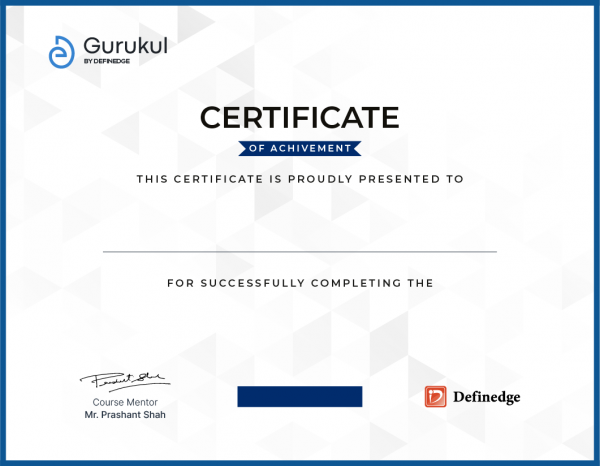 Gurukul
BY DEFINEDGE
CERTIFICATE
OF ACHIVEMENT
THIS CERTIFICATE IS PROUDLY PRESENTED TO
FOR SUCCESSFULLY COMPLETING THE
Prashant Shah
Course Mentor
Mr. Prashant Shah
Definedge